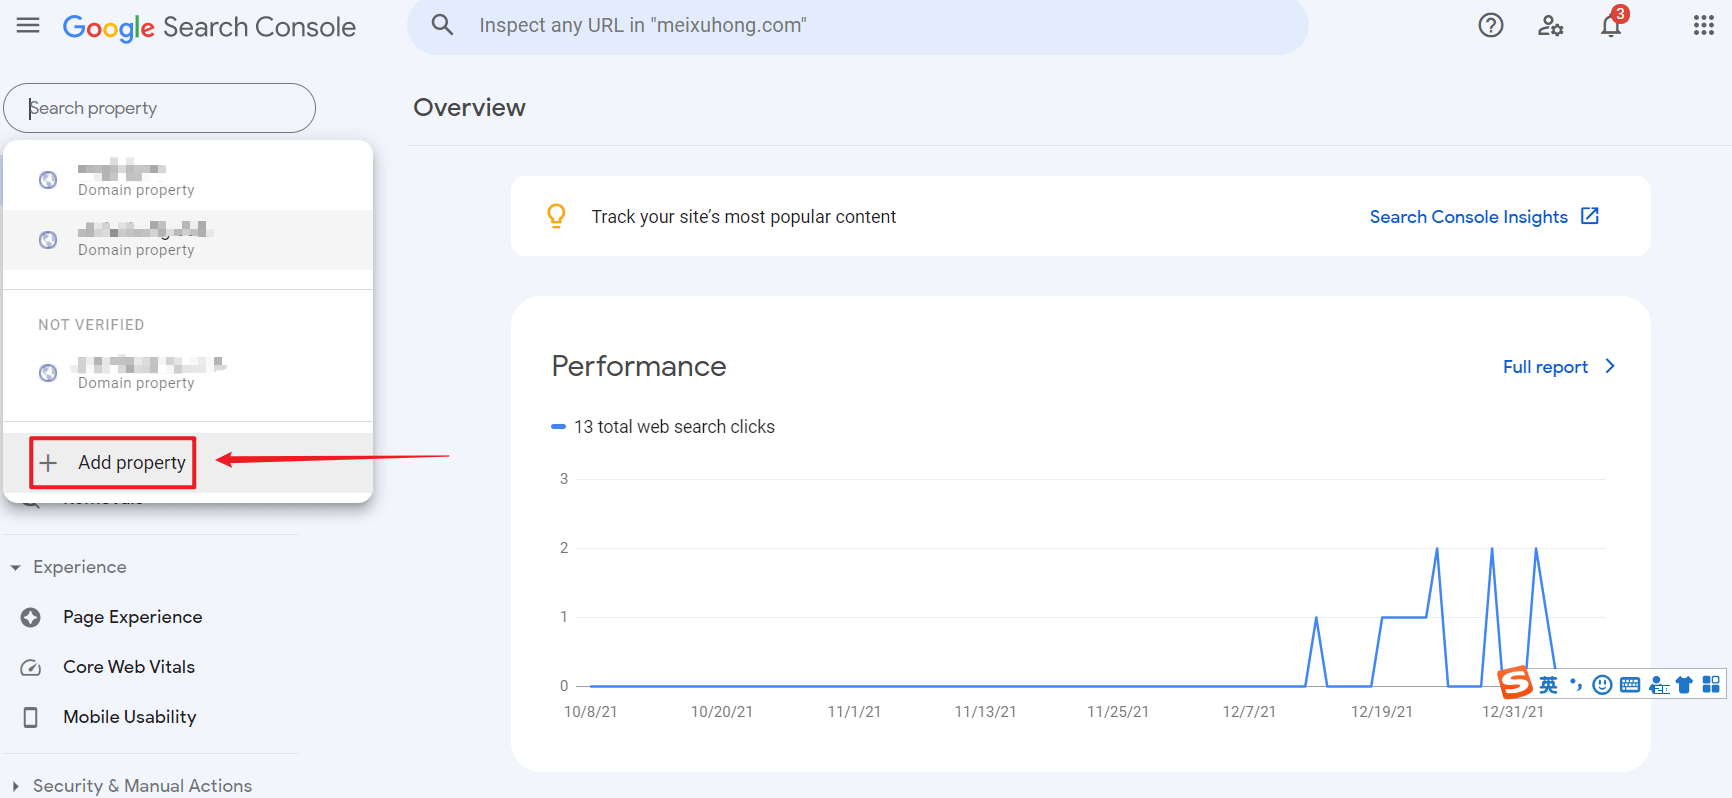 Google Search Console
Inspect any URL in "meixuhong.com"
3
Search property
Overview
Domain property
Domain property
NOT VERIFIED
Domain property
Add property
Experience
Page Experience
Core Web Vitals
Mobile Usability
Security & Manual Actions
Track your site's most popular content
Search Console Insights
Performance
Full report
13 total web search clicks
3
2
1
0
10/8/21 10/20/21 11/1/21 11/13/21 11/25/21 12/7/21 12/19/21 12/31/21
S 英